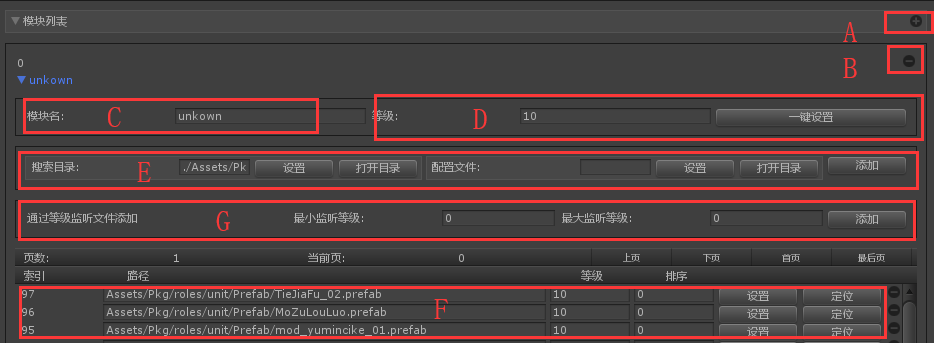 模块列表 A
0 B
unkown
模块名: C unkown 等级: D 10 一键设置
搜索目录: E ./Assets/Pk 设置 打开目录 配置文件: 设置 打开目录 添加
通过等级监听文件添加 G 最小监听等级: 0 最大监听等级: 0 添加
页数: 1 当前页: 0 上页 下页 首页 最后页
索引 路径 等级 排序
97 Assets/Pkg/roles/unit/Prefab/TieJiaFu_02.prefab 10 0 设置 定位
96 Assets/Pkg/roles/unit/Prefab/MoZuLouLuo.prefab F 10 0 设置 定位
95 Assets/Pkg/roles/unit/Prefab/mod_yumincike_01.prefab 10 0 设置 定位